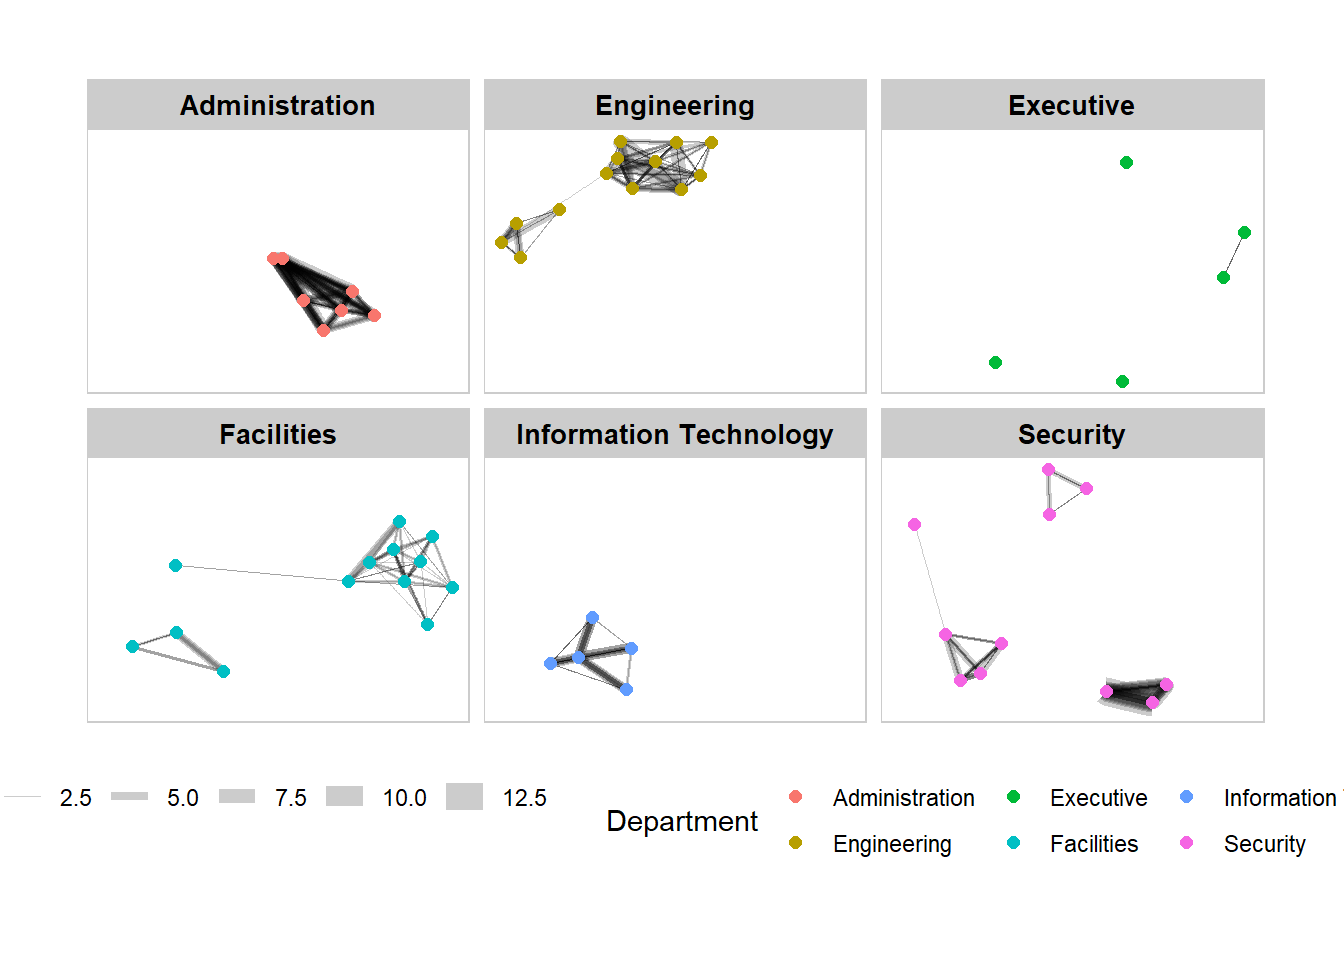 Administration
Engineering
Executive
Facilities
Information Technology
Security
2.5 5.0 7.5 10.0 12.5
Department
Administration Executive Information
Engineering Facilities Security